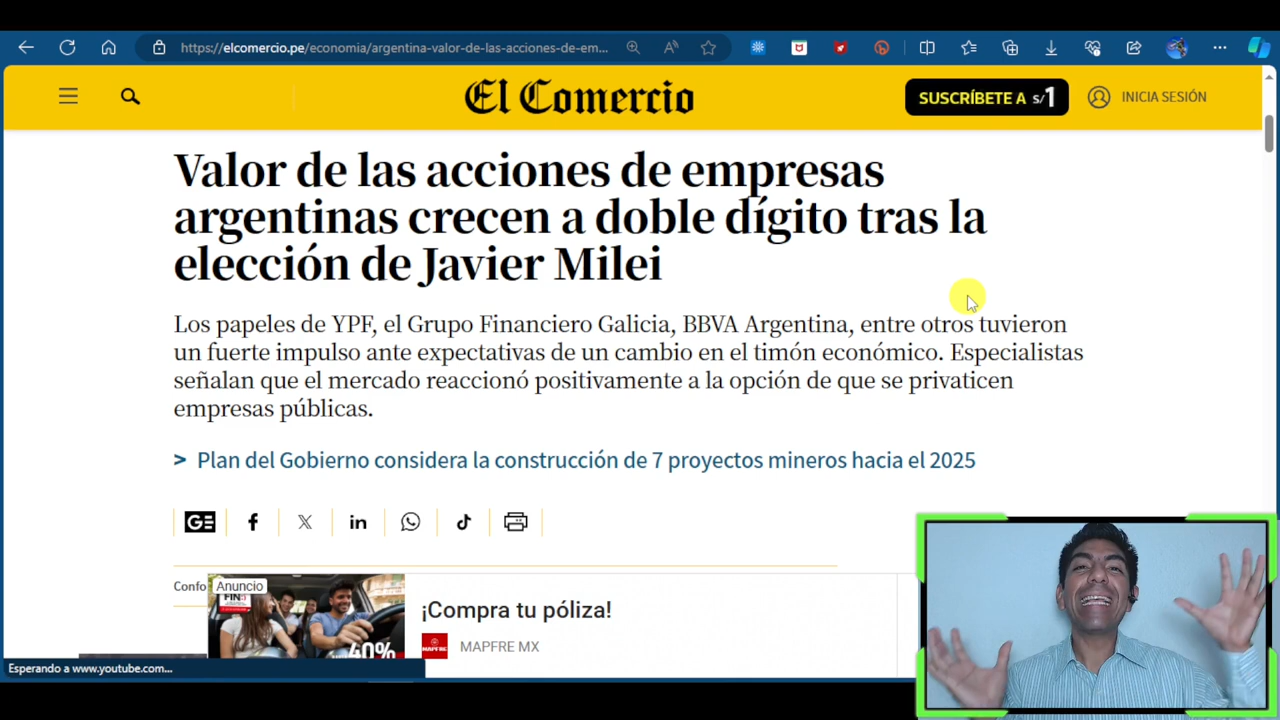 https://elcomercio.pe/economia/argentina-valor-de-las-acciones-de-em...
El Comercio
SUSCRÍBETE A S/1
INICIA SESIÓN
Valor de las acciones de empresas
argentinas crecen a doble dígito tras la
elección de Javier Milei
Los papeles de YPF, el Grupo Financiero Galicia, BBVA Argentina, entre otros tuvieron
un fuerte impulso ante expectativas de un cambio en el timón económico. Especialistas
señalan que el mercado reaccionó positivamente a la opción de que se privaticen
empresas públicas.
> Plan del Gobierno considera la construcción de 7 proyectos mineros hacia el 2025
GE
Confo
Anuncio
¡Compra tu póliza!
40%
MAPFRE
MAPFRE MX
Esperando a www.youtube.com...